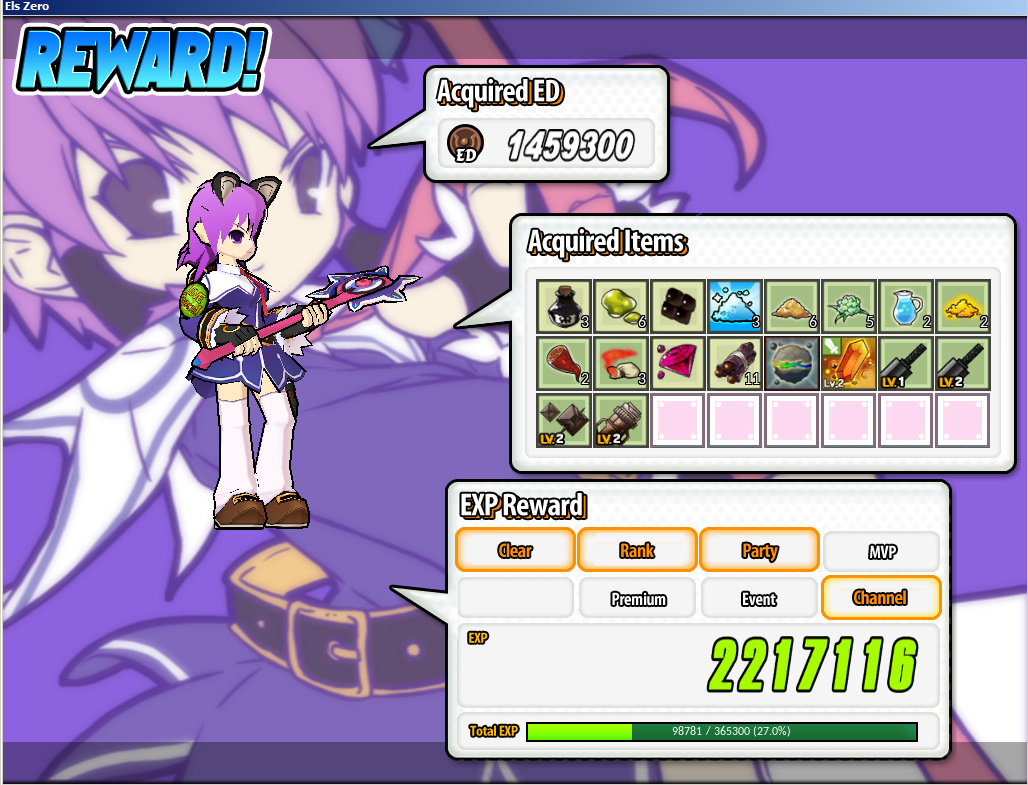 Els Zero
REWARD!
Acquired ED
ED 1459300
Acquired Items
3 6 3 6 5 2 2
2 3 11 LV.2 LV.1 LV.2
LV.2 LV.2
EXP Reward
Clear Rank Party MVP
Premium Event Channel
EXP
2217116
Total EXP 98781 / 365300 (27.0%)